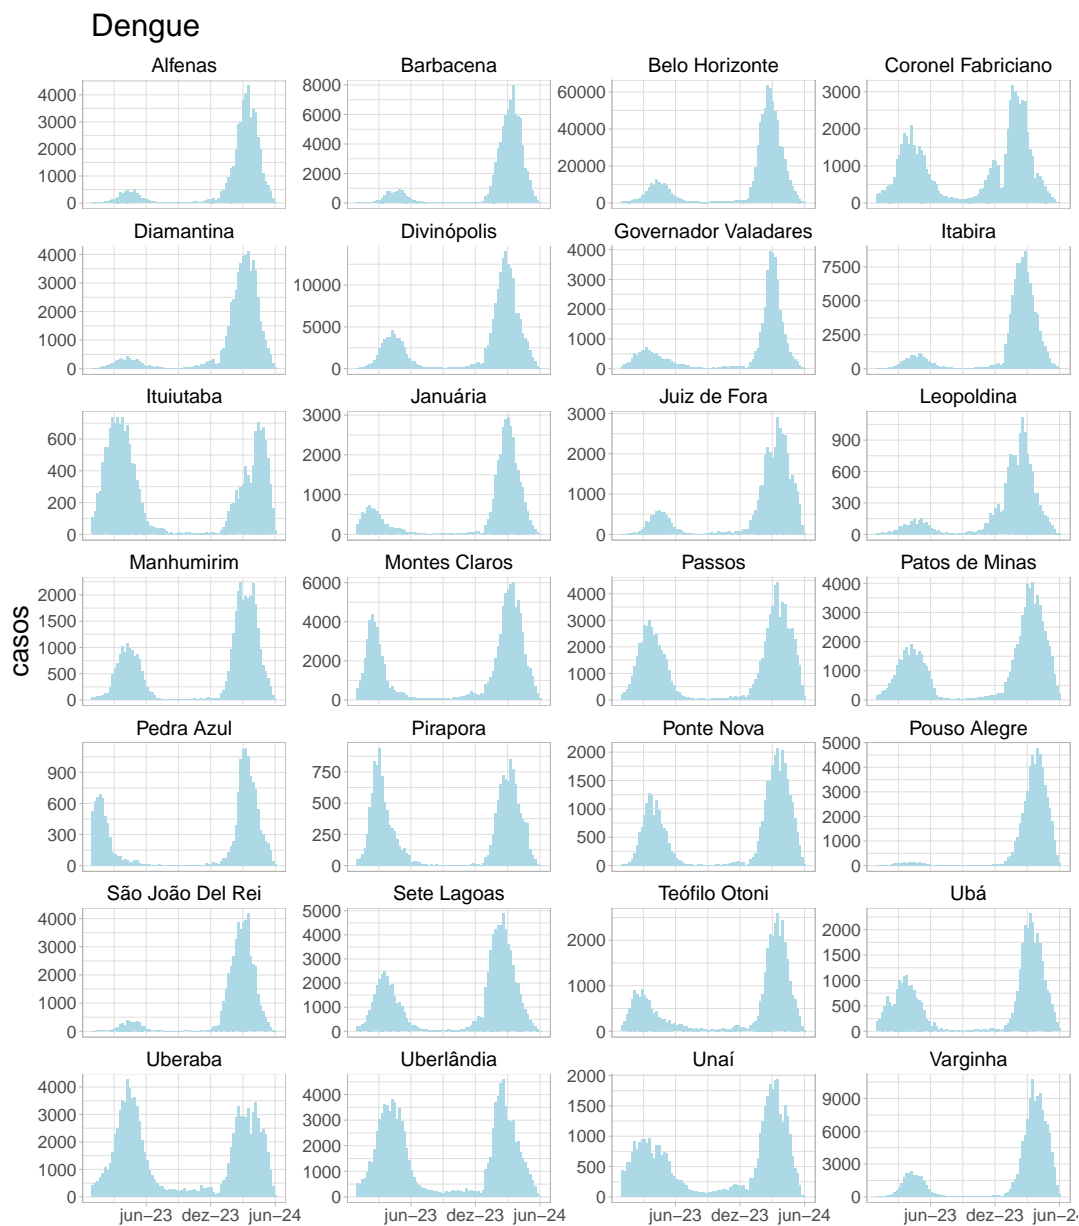 Dengue
Alfenas Barbacena Belo Horizonte Coronel Fabriciano
4000 3000 2000 1000 0
8000 6000 4000 2000 0
60000 40000 20000 0
3000 2000 1000 0
Diamantina Divinópolis Governador Valadares Itabira
4000 3000 2000 1000 0
10000 5000 0
4000 3000 2000 1000 0
7500 5000 2500 0
Ituiutaba Januária Juiz de Fora Leopoldina
600 400 200 0
3000 2000 1000 0
3000 2000 1000 0
900 600 300 0
Manhumirim Montes Claros Passos Patos de Minas
2000 1500 1000 500 0
6000 4000 2000 0
4000 3000 2000 1000 0
4000 3000 2000 1000 0
casos
Pedra Azul Pirapora Ponte Nova Pouso Alegre
900 600 300 0
750 500 250 0
2000 1500 1000 500 0
5000 4000 3000 2000 1000 0
São João Del Rei Sete Lagoas Teófilo Otoni Ubá
4000 3000 2000 1000 0
5000 4000 3000 2000 1000 0
2000 1000 0
2000 1500 1000 500 0
Uberaba Uberlândia Unaí Varginha
4000 3000 2000 1000 0
4000 3000 2000 1000 0
2000 1500 1000 500 0
9000 6000 3000 0
jun–23 dez–23 jun–24 jun–23 dez–23 jun–24 jun–23 dez–23 jun–24 jun–23 dez–23 jun–24